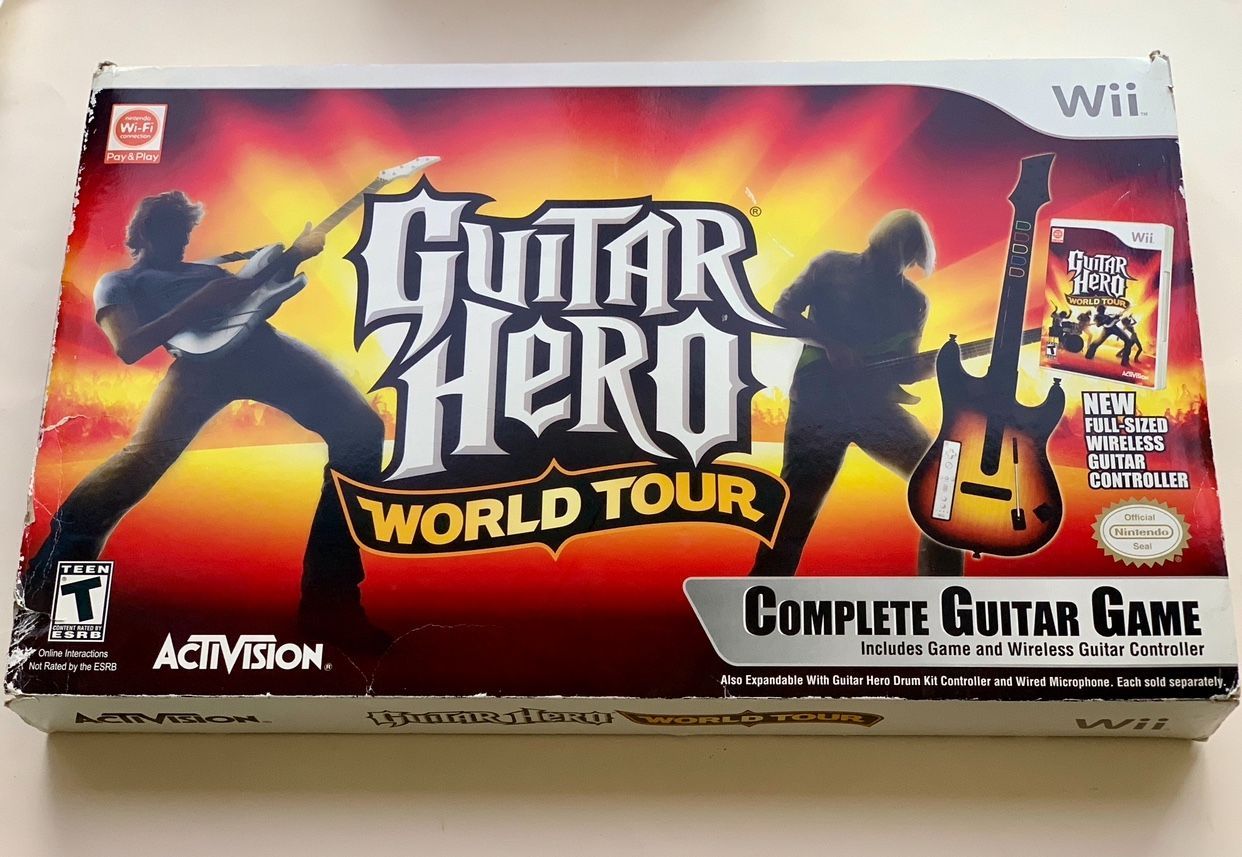 Wii™
nintendo
Wi-Fi
connection
Pay & Play
GUITAR®
HERO
WORLD TOUR
Wii
GUITAR
HERO
WORLD TOUR
T
ACTIVISION
NEW
FULL-SIZED
WIRELESS
GUITAR
CONTROLLER
Official
Nintendo®
Seal
TEEN
T
CONTENT RATED BY
ESRB
Online Interactions
Not Rated by the ESRB
ACTIVISION®
COMPLETE GUITAR GAME
Includes Game and Wireless Guitar Controller
Also Expandable With Guitar Hero Drum Kit Controller and Wired Microphone. Each sold separately.
ACTIVISION GUITAR HERO WORLD TOUR Wii